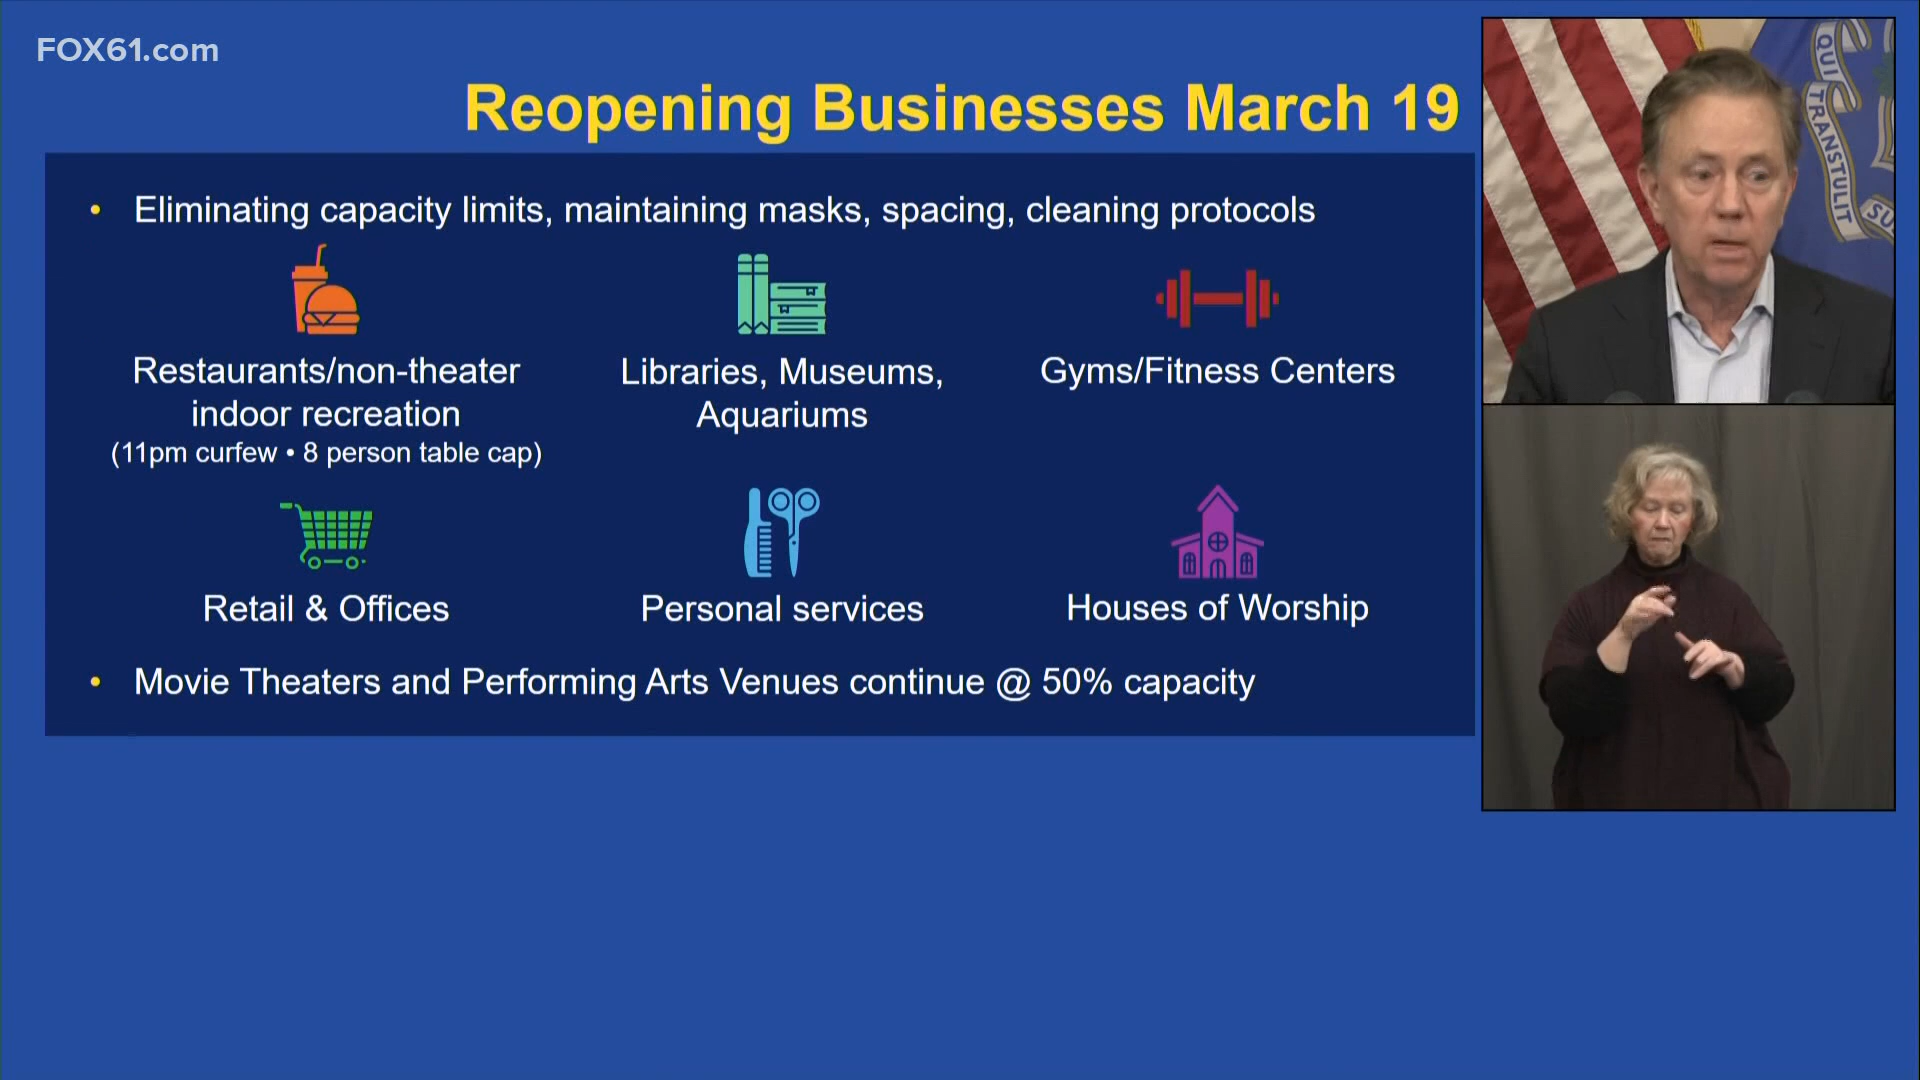 FOX61.com
Reopening Businesses March 19
• Eliminating capacity limits, maintaining masks, spacing, cleaning protocols
Restaurants/non-theater
indoor recreation
(11pm curfew • 8 person table cap)
Libraries, Museums,
Aquariums
Gyms/Fitness Centers
Retail & Offices
Personal services
Houses of Worship
• Movie Theaters and Performing Arts Venues continue @ 50% capacity
QUI
TRANSTULIT
SU